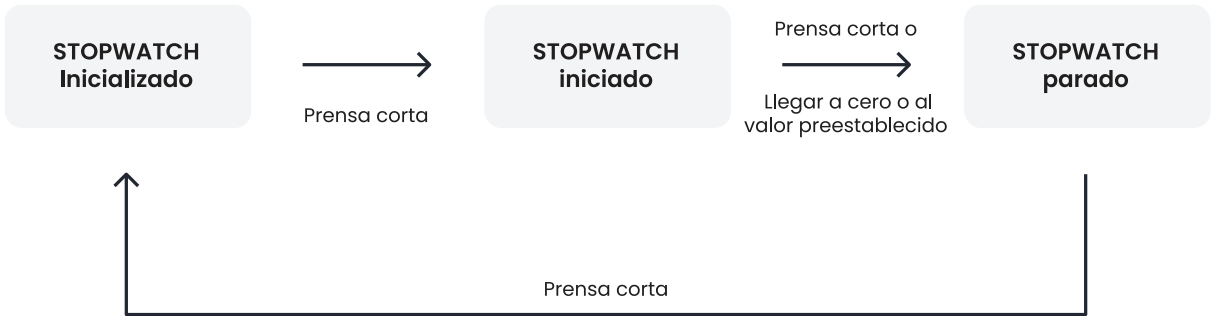 STOPWATCH
Inicializado
Prensa corta
STOPWATCH
iniciado
Prensa corta o
Llegar a cero o al
valor preestablecido
STOPWATCH
parado
Prensa corta